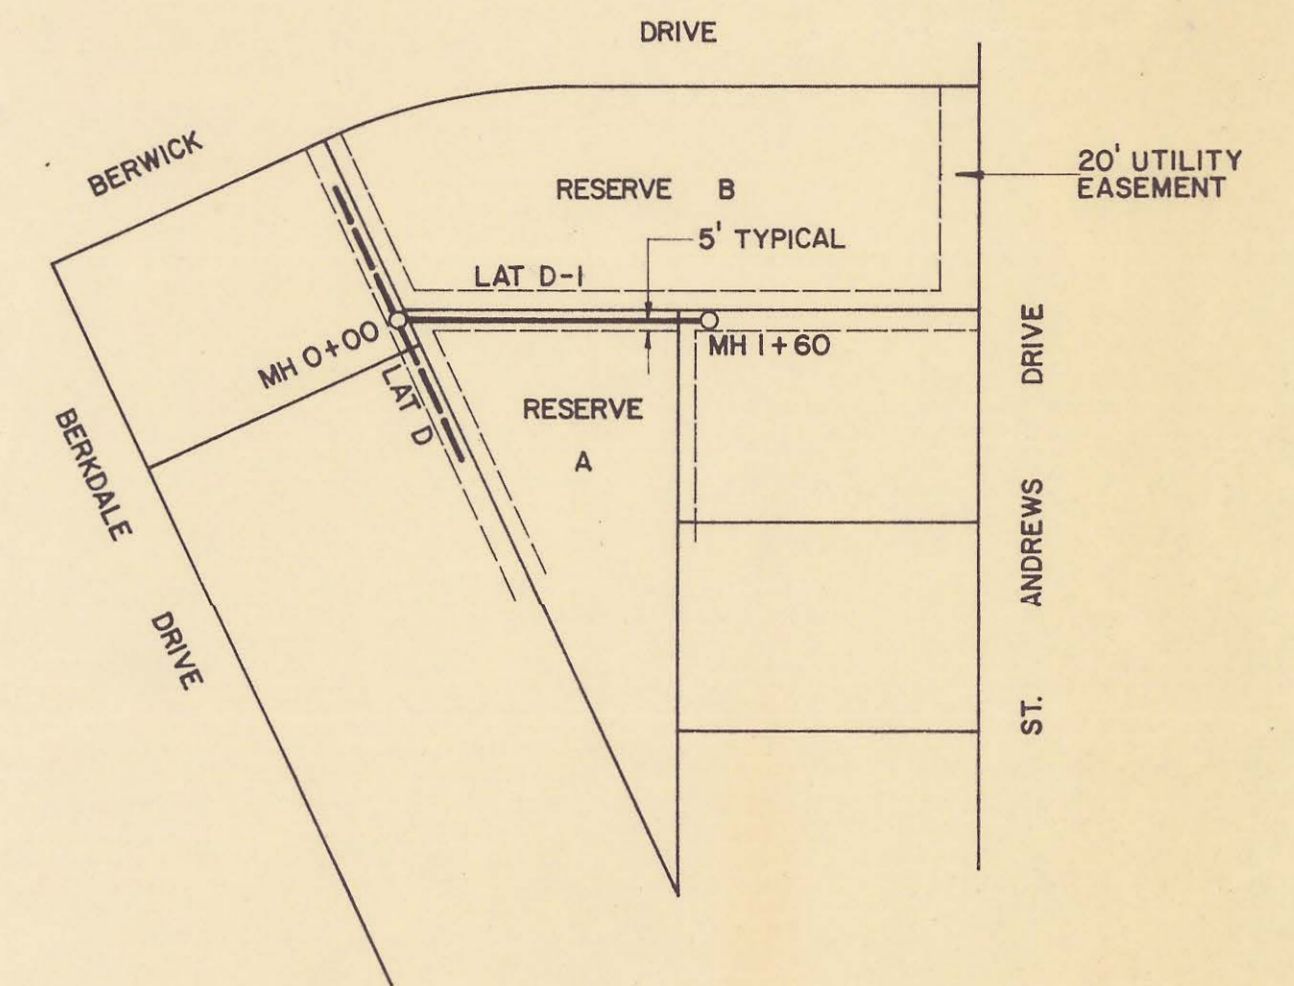 DRIVE
BERWICK
20' UTILITY
EASEMENT
RESERVE B
5' TYPICAL
LAT D-1
MH 0+00
MH 1+60
LAT D
RESERVE
A
BERKDALE
DRIVE
ST. ANDREWS DRIVE